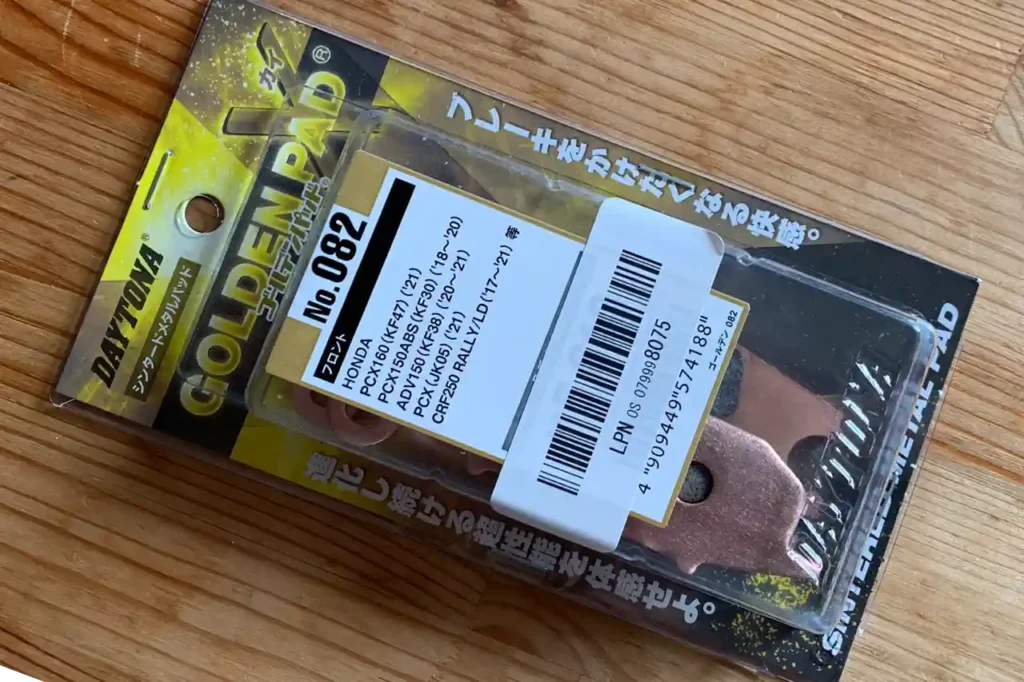 DAYTONA®
シンタードメタルパッド
GOLDEN PAD®
ゴールデンパッド®
χ
カイ
ブレーキをかけたくなる快感。
No.082
フロント
HONDA
PCX160(KF47)('21)
PCX150ABS(KF30)('18~'20)
ADV150(KF38)('20~'21)
PCX(JK05)('21)
CRF250 RALLY/LD('17~'21) 等
LPN OS 079998075
4 "909449"574188"
ゴールデン 082
進化し続ける超性能を体感せよ。
SINTERED METAL PAD